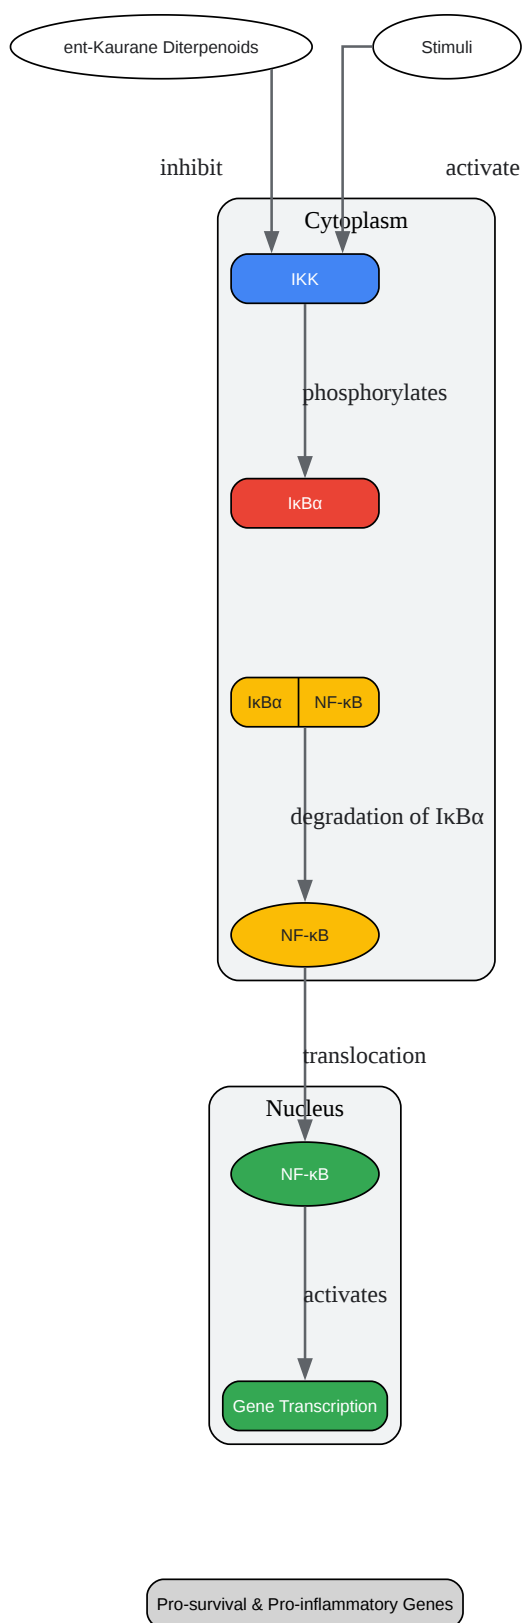 ent-Kaurane Diterpenoids
Stimuli
inhibit
activate
Cytoplasm
IKK
phosphorylates
IκBα
IκBα
NF-κB
degradation of IκBα
NF-κB
translocation
Nucleus
NF-κB
activates
Gene Transcription
Pro-survival & Pro-inflammatory Genes